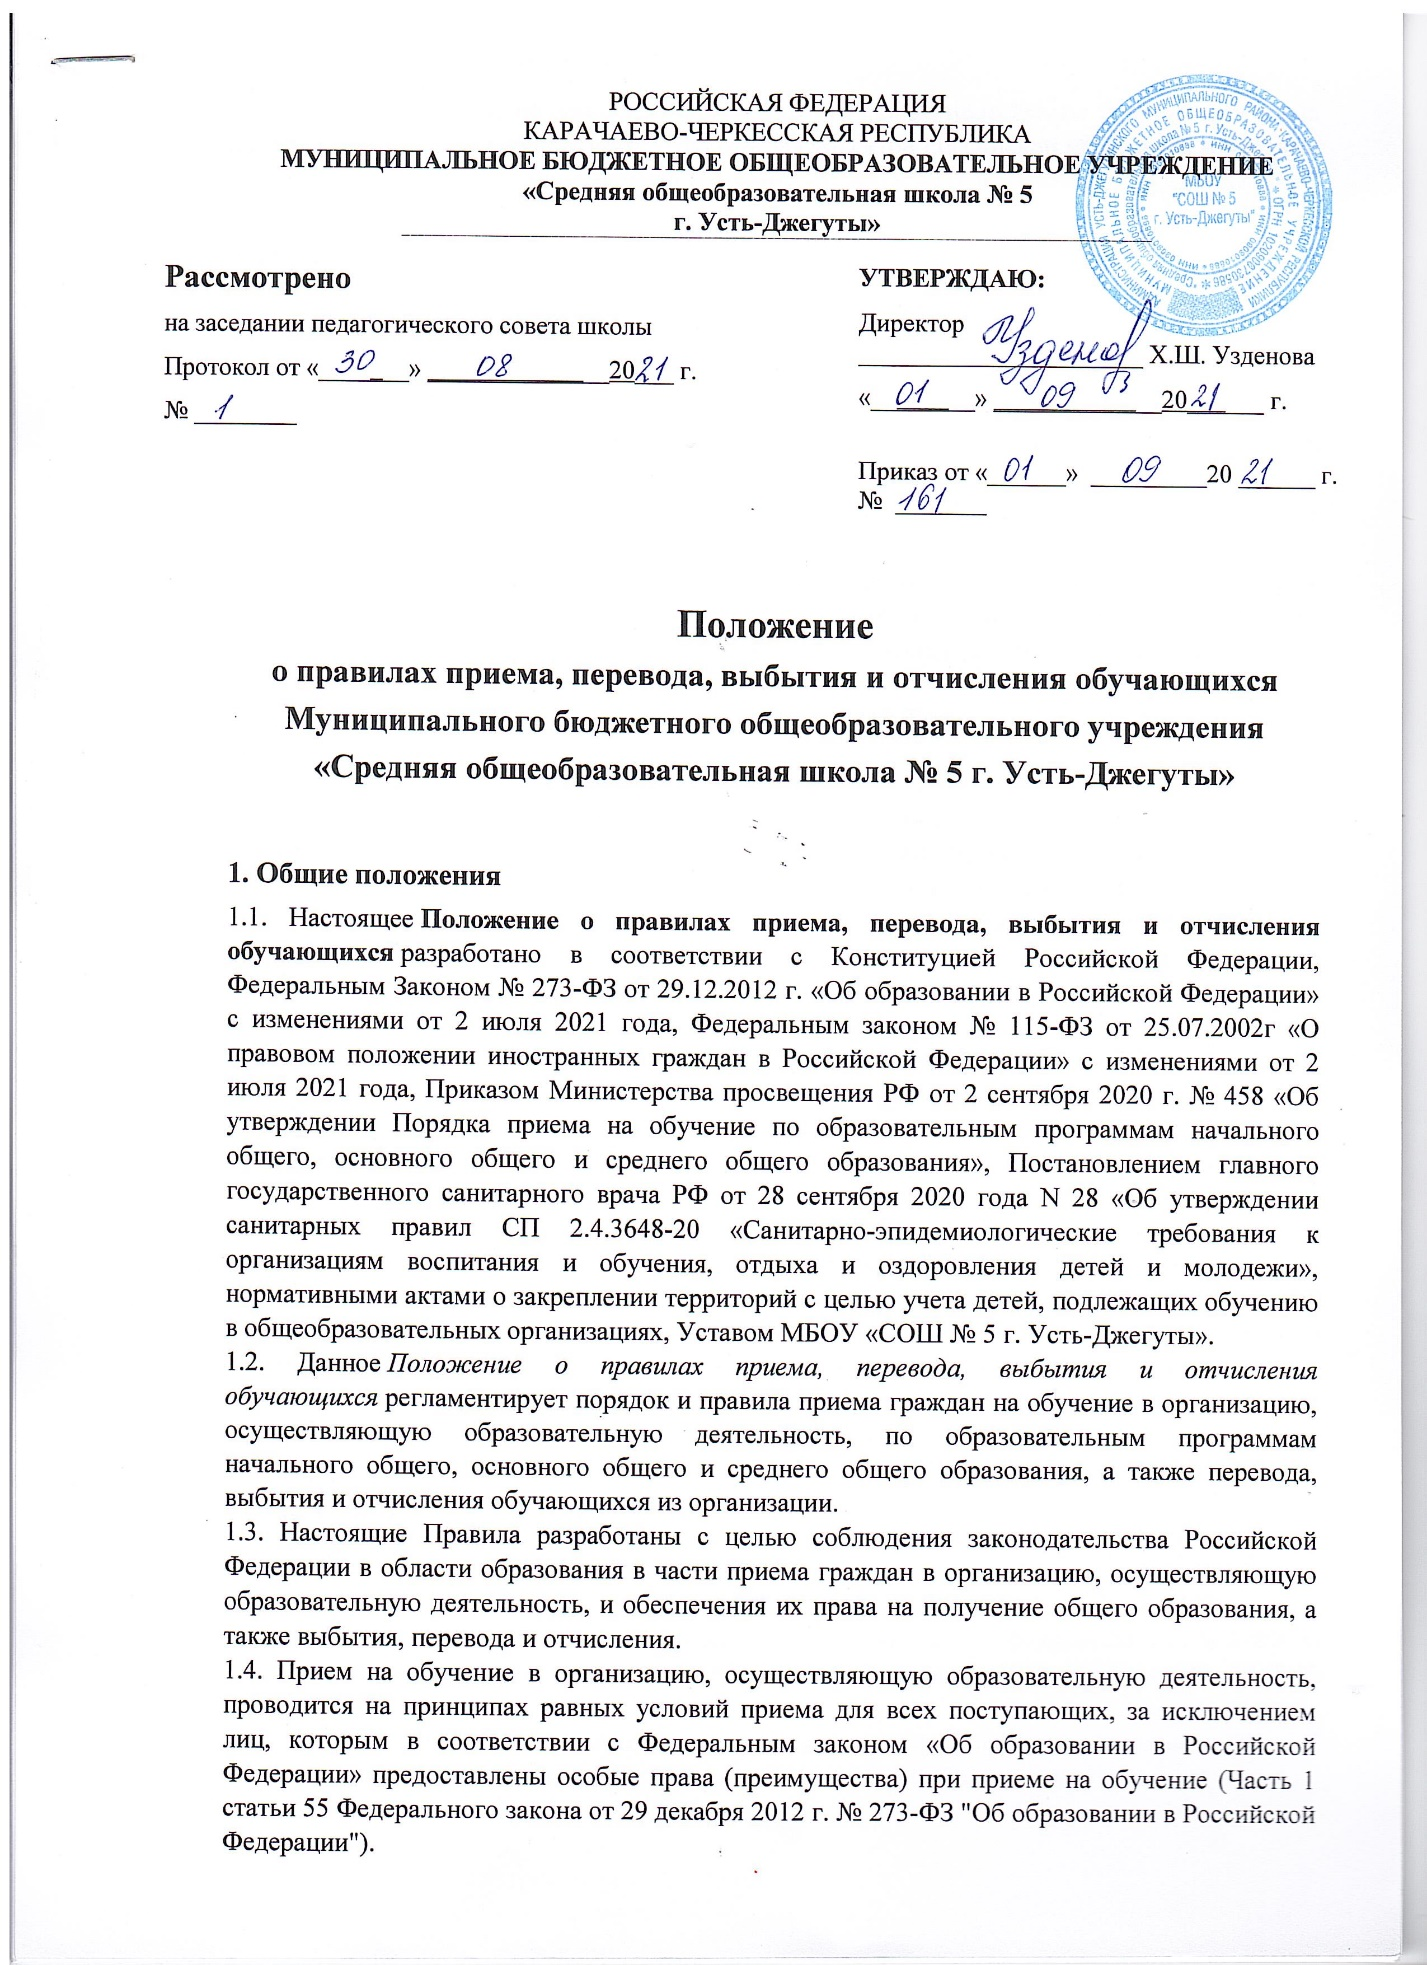 РОССИЙСКАЯ ФЕДЕРАЦИЯ
КАРАЧАЕВО-ЧЕРКЕССКАЯ РЕСПУБЛИКА
МУНИЦИПАЛЬНОЕ БЮДЖЕТНОЕ ОБЩЕОБРАЗОВАТЕЛЬНОЕ УЧРЕЖДЕНИЕ
«Средняя общеобразовательная школа № 5
г. Усть-Джегуты»
МБОУ
"СОШ № 5
г. Усть-Джегуты"
Рассмотрено
на заседании педагогического совета школы
Протокол от «30» 08 2021 г.
№ 1
УТВЕРЖДАЮ:
Директор
Узденов Х.Ш. Узденова
«01» 09 2021 г.
Приказ от «01» 09 20 21 г.
№ 161
Положение
о правилах приема, перевода, выбытия и отчисления обучающихся
Муниципального бюджетного общеобразовательного учреждения
«Средняя общеобразовательная школа № 5 г. Усть-Джегуты»
1. Общие положения
1.1. Настоящее Положение о правилах приема, перевода, выбытия и отчисления
обучающихся разработано в соответствии с Конституцией Российской Федерации,
Федеральным Законом № 273-ФЗ от 29.12.2012 г. «Об образовании в Российской Федерации»
с изменениями от 2 июля 2021 года, Федеральным законом № 115-ФЗ от 25.07.2002г «О
правовом положении иностранных граждан в Российской Федерации» с изменениями от 2
июля 2021 года, Приказом Министерства просвещения РФ от 2 сентября 2020 г. № 458 «Об
утверждении Порядка приема на обучение по образовательным программам начального
общего, основного общего и среднего общего образования», Постановлением главного
государственного санитарного врача РФ от 28 сентября 2020 года N 28 «Об утверждении
санитарных правил СП 2.4.3648-20 «Санитарно-эпидемиологические требования к
организациям воспитания и обучения, отдыха и оздоровления детей и молодежи»,
нормативными актами о закреплении территорий с целью учета детей, подлежащих обучению
в общеобразовательных организациях, Уставом МБОУ «СОШ № 5 г. Усть-Джегуты».
1.2. Данное Положение о правилах приема, перевода, выбытия и отчисления
обучающихся регламентирует порядок и правила приема граждан на обучение в организацию,
осуществляющую образовательную деятельность, по образовательным программам
начального общего, основного общего и среднего общего образования, а также перевода,
выбытия и отчисления обучающихся из организации.
1.3. Настоящие Правила разработаны с целью соблюдения законодательства Российской
Федерации в области образования в части приема граждан в организацию, осуществляющую
образовательную деятельность, и обеспечения их права на получение общего образования, а
также выбытия, перевода и отчисления.
1.4. Прием на обучение в организацию, осуществляющую образовательную деятельность,
проводится на принципах равных условий приема для всех поступающих, за исключением
лиц, которым в соответствии с Федеральным законом «Об образовании в Российской
Федерации» предоставлены особые права (преимущества) при приеме на обучение (Часть 1
статьи 55 Федерального закона от 29 декабря 2012 г. № 273-ФЗ "Об образовании в Российской
Федерации").